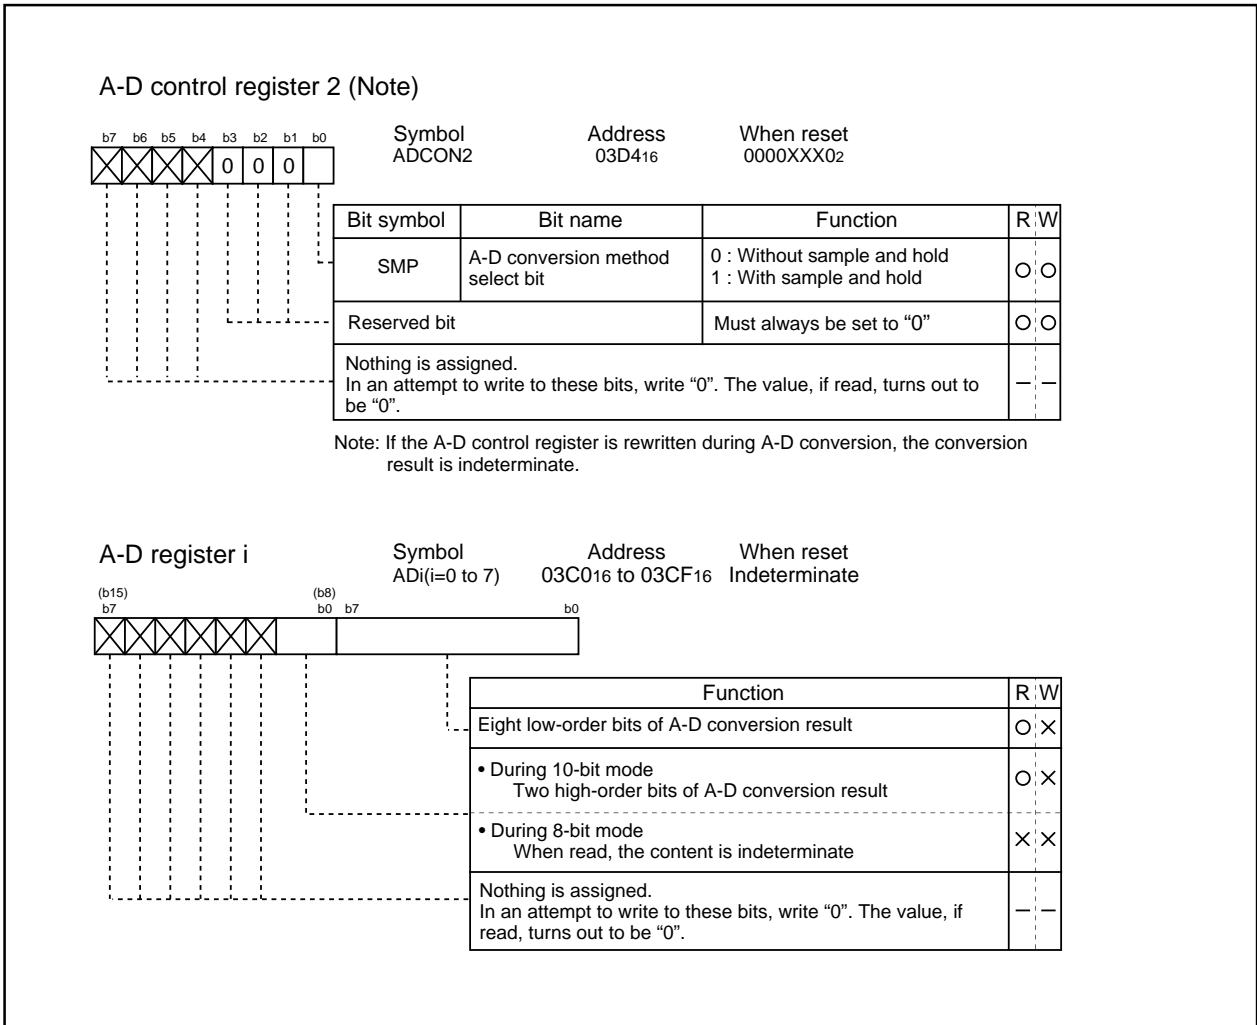 A-D control register 2 (Note)
Symbol Address When reset
b7 b6 b5 b4 b3 b2 b1 b0
ADCON2 03D416 0000XXX02
0 0 0
Bit symbol Bit name Function R W
SMP A-D conversion method select bit 0 : Without sample and hold
1 : With sample and hold
Reserved bit Must always be set to “0”
Nothing is assigned.
In an attempt to write to these bits, write “0”. The value, if read, turns out to
be “0”.
Note: If the A-D control register is rewritten during A-D conversion, the conversion
result is indeterminate.
A-D register i
Symbol Address When reset
ADi(i=0 to 7) 03C016 to 03CF16 Indeterminate
(b15) (b8)
b7 b0 b7 b0
Function R W
Eight low-order bits of A-D conversion result
• During 10-bit mode
Two high-order bits of A-D conversion result
• During 8-bit mode
When read, the content is indeterminate
Nothing is assigned.
In an attempt to write to these bits, write “0”. The value, if
read, turns out to be “0”.